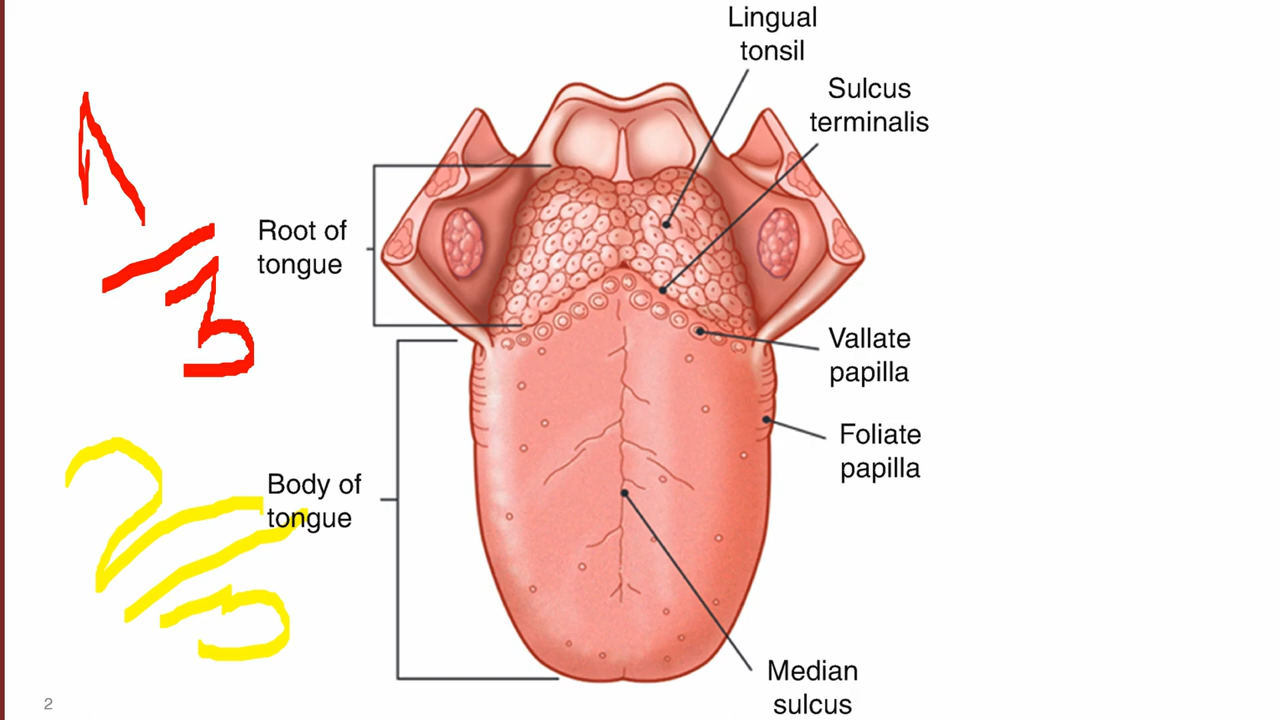 Lingual
tonsil
Sulcus
terminalis
1/3
Root of
tongue
Vallate
papilla
Foliate
papilla
2/3
Body of
tongue
Median
sulcus
2